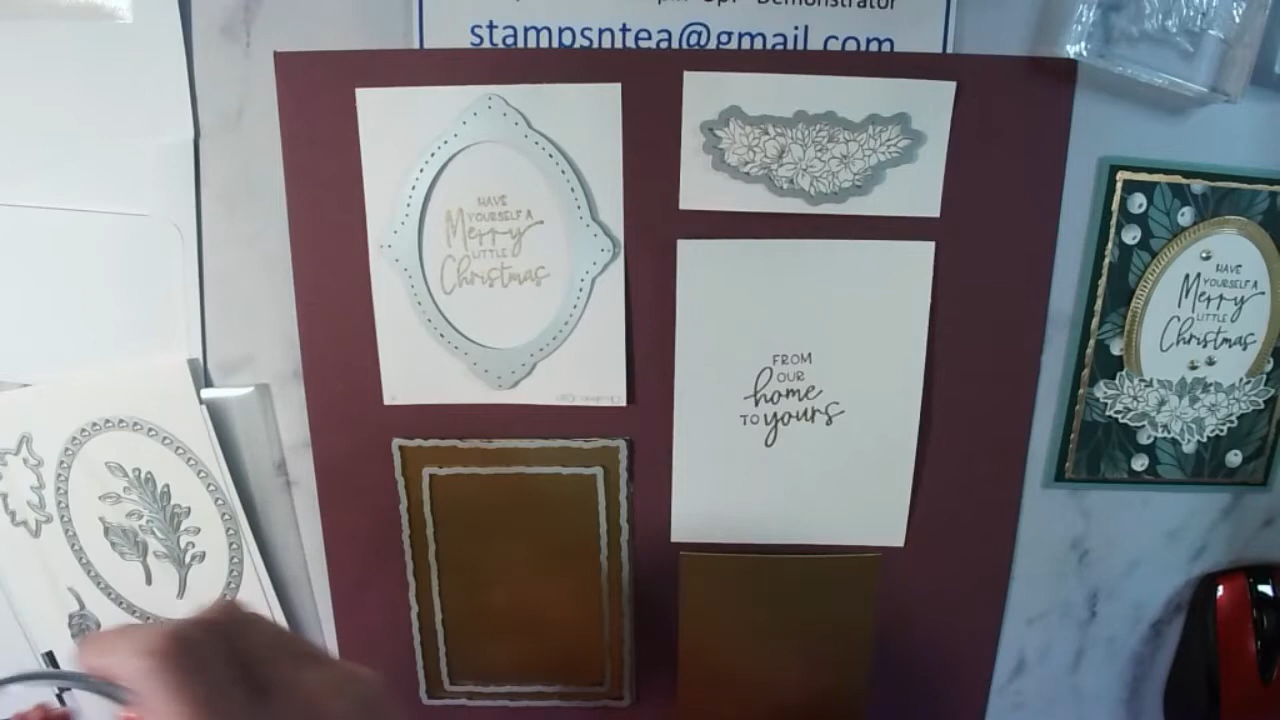 Demonstrator
stampsntea@gmail.com
HAVE
YOURSELF A
Merry
LITTLE
Christmas
FROM
OUR
home
TO yours
HAVE
YOURSELF A
Merry
LITTLE
Christmas